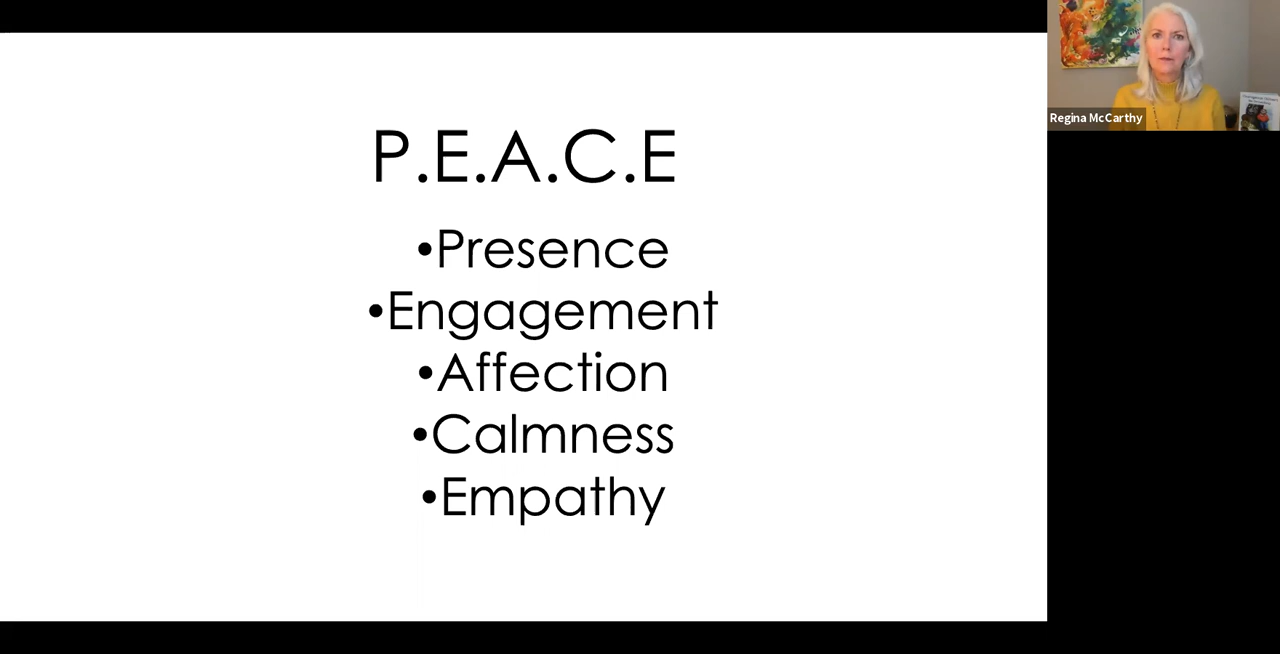 P.E.A.C.E
•Presence
•Engagement
•Affection
•Calmness
•Empathy
Regina McCarthy